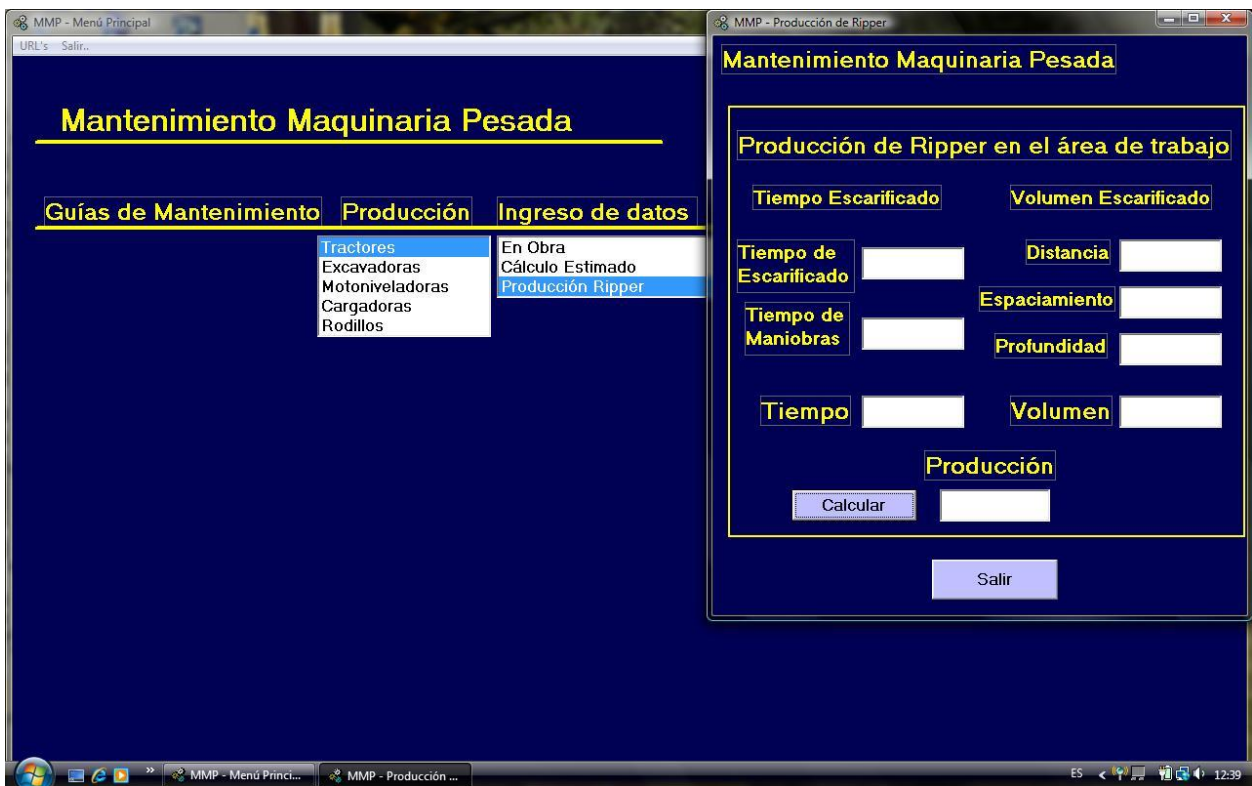 MMP - Menú Principal
URL's Salir..
Mantenimiento Maquinaria Pesada
Guías de Mantenimiento Producción Ingreso de datos
Tractores
Excavadoras
Motoniveladoras
Cargadoras
Rodillos
En Obra
Cálculo Estimado
Producción Ripper
MMP - Producción de Ripper
Mantenimiento Maquinaria Pesada
Producción de Ripper en el área de trabajo
Tiempo Escarificado
Volumen Escarificado
Tiempo de
Escarificado
Distancia
Espaciamiento
Tiempo de
Maniobras
Profundidad
Tiempo
Volumen
Producción
Calcular
Salir
MMP - Menú Princi...
MMP - Producción ...
ES
12:39